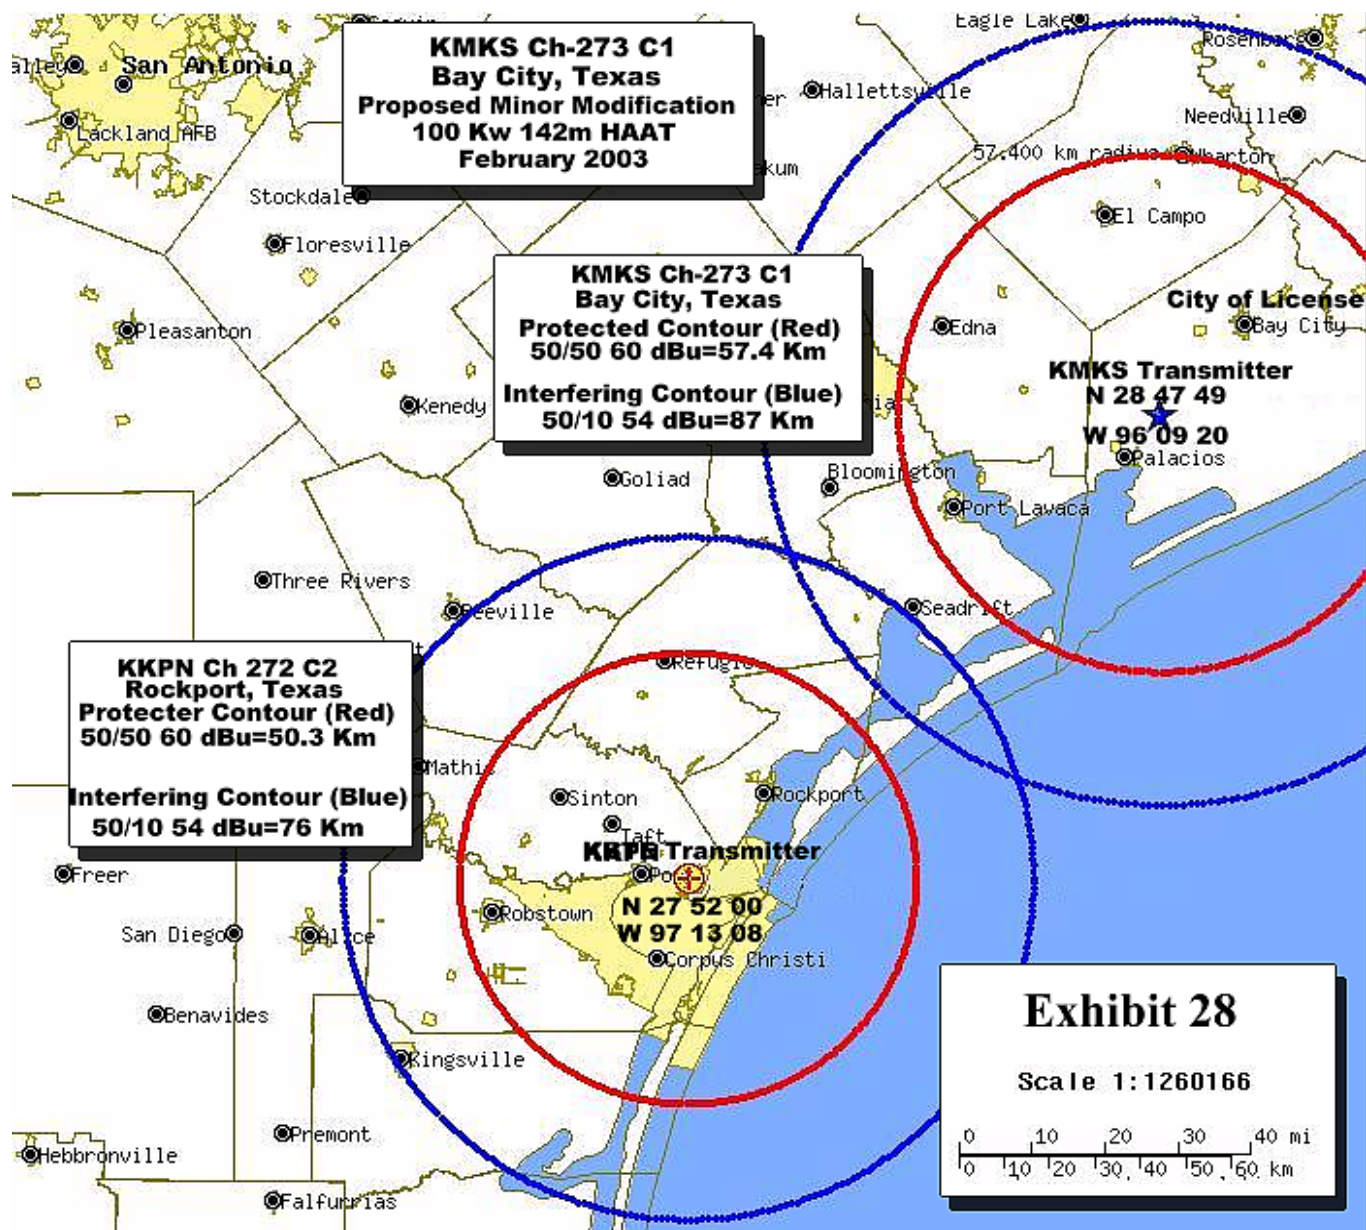 Eagle Lake
Rosenberg
San Antonio
KMKS Ch-273 C1
Bay City, Texas
Proposed Minor Modification
100 Kw 142m HAAT
February 2003
Hallettsville
Needville
Lackland AFB
57.400 km radius
Wharton
Stockdale
El Campo
Floresville
KMKS Ch-273 C1
Bay City, Texas
Protected Contour (Red)
50/50 60 dBu=57.4 Km
Interfering Contour (Blue)
50/10 54 dBu=87 Km
City of License
Bay City
Edna
Pleasanton
KMKS Transmitter
N 28 47 49
W 96 09 20
Kenedy
Palacios
Goliad
Bloomington
Port Lavaca
Three Rivers
Beeville
Seadrift
Refugio
KKPN Ch 272 C2
Rockport, Texas
Protecter Contour (Red)
50/50 60 dBu=50.3 Km
Interfering Contour (Blue)
50/10 54 dBu=76 Km
Mathis
Sinton
Rockport
Taft
Transmitter
N 27 52 00
W 97 13 08
Freer
Robstown
San Diego
Alice
Corpus Christi
Benavides
Kingsville
Premont
Hebbronville
Falfurrias
Exhibit 28
Scale 1:1260166
0 10 20 30 40 mi
0 10 20 30 40 50 60 km